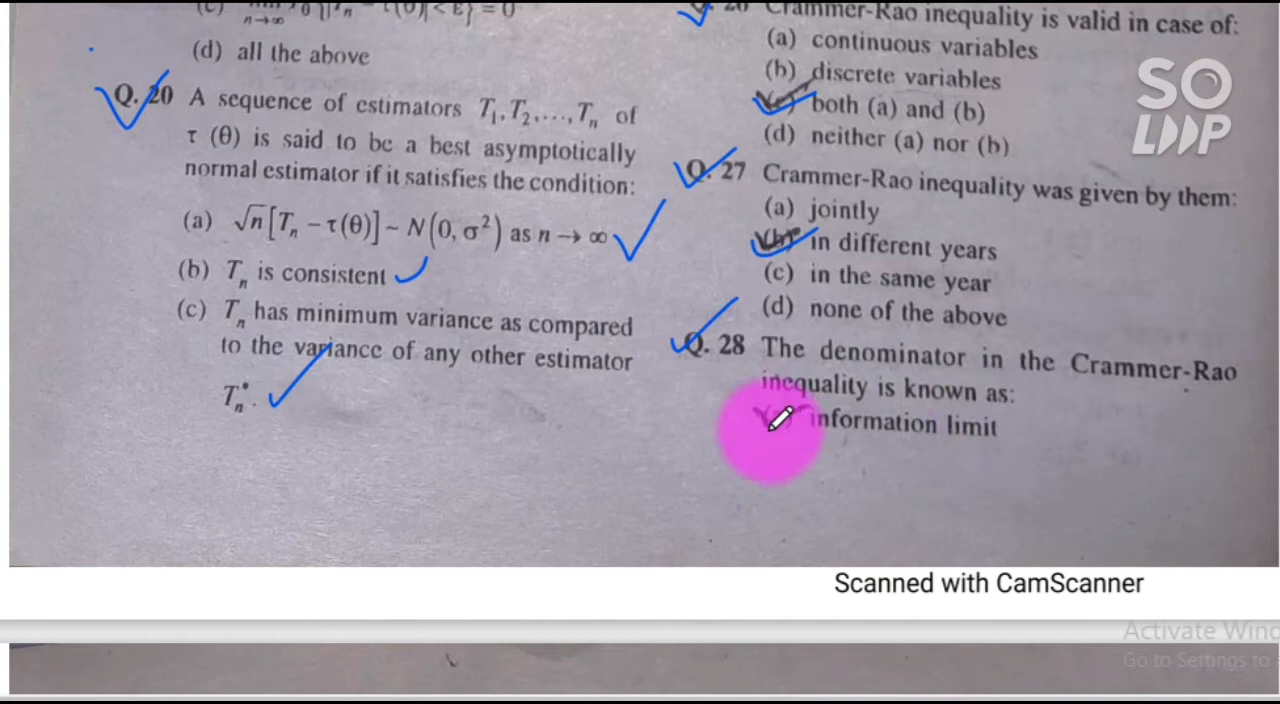 (d) all the above
Q. 20 A sequence of estimators T₁, T₂, ..., Tₙ of
τ (θ) is said to be a best asymptotically
normal estimator if it satisfies the condition:
(a) √n [Tₙ – τ(θ)] ~ N(0, σ²) as n → ∞
(b) Tₙ is consistent
(c) Tₙ has minimum variance as compared
to the variance of any other estimator
Tₙ*.
Crammer-Rao inequality is valid in case of:
(a) continuous variables
(b) discrete variables
both (a) and (b)
(d) neither (a) nor (b)
Q. 27 Crammer-Rao inequality was given by them:
(a) jointly
(b) in different years
(c) in the same year
(d) none of the above
Q. 28 The denominator in the Crammer-Rao
inequality is known as:
information limit
SO
LOOP
Scanned with CamScanner
Activate Wind
Go to Settings to